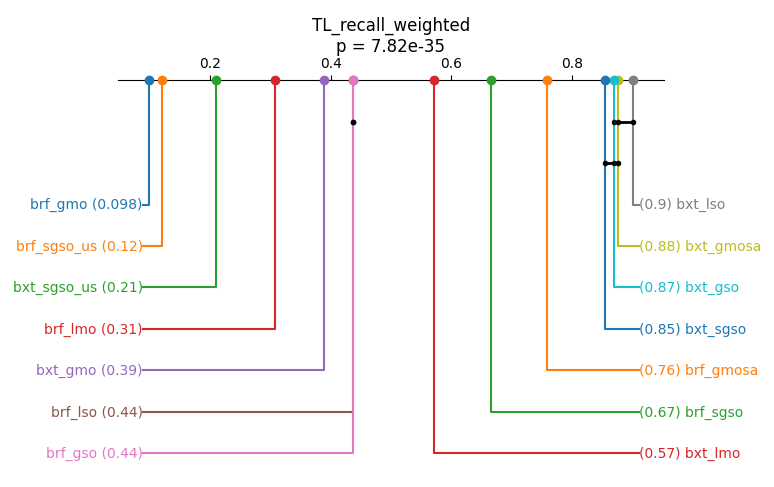 TL_recall_weighted
p = 7.82e-35
0.2 0.4 0.6 0.8
brf_gmo (0.098) (0.9) bxt_lso
brf_sgso_us (0.12) (0.88) bxt_gmosa
bxt_sgso_us (0.21) (0.87) bxt_gso
brf_lmo (0.31) (0.85) bxt_sgso
bxt_gmo (0.39) (0.76) brf_gmosa
brf_lso (0.44) (0.67) brf_sgso
brf_gso (0.44) (0.57) bxt_lmo